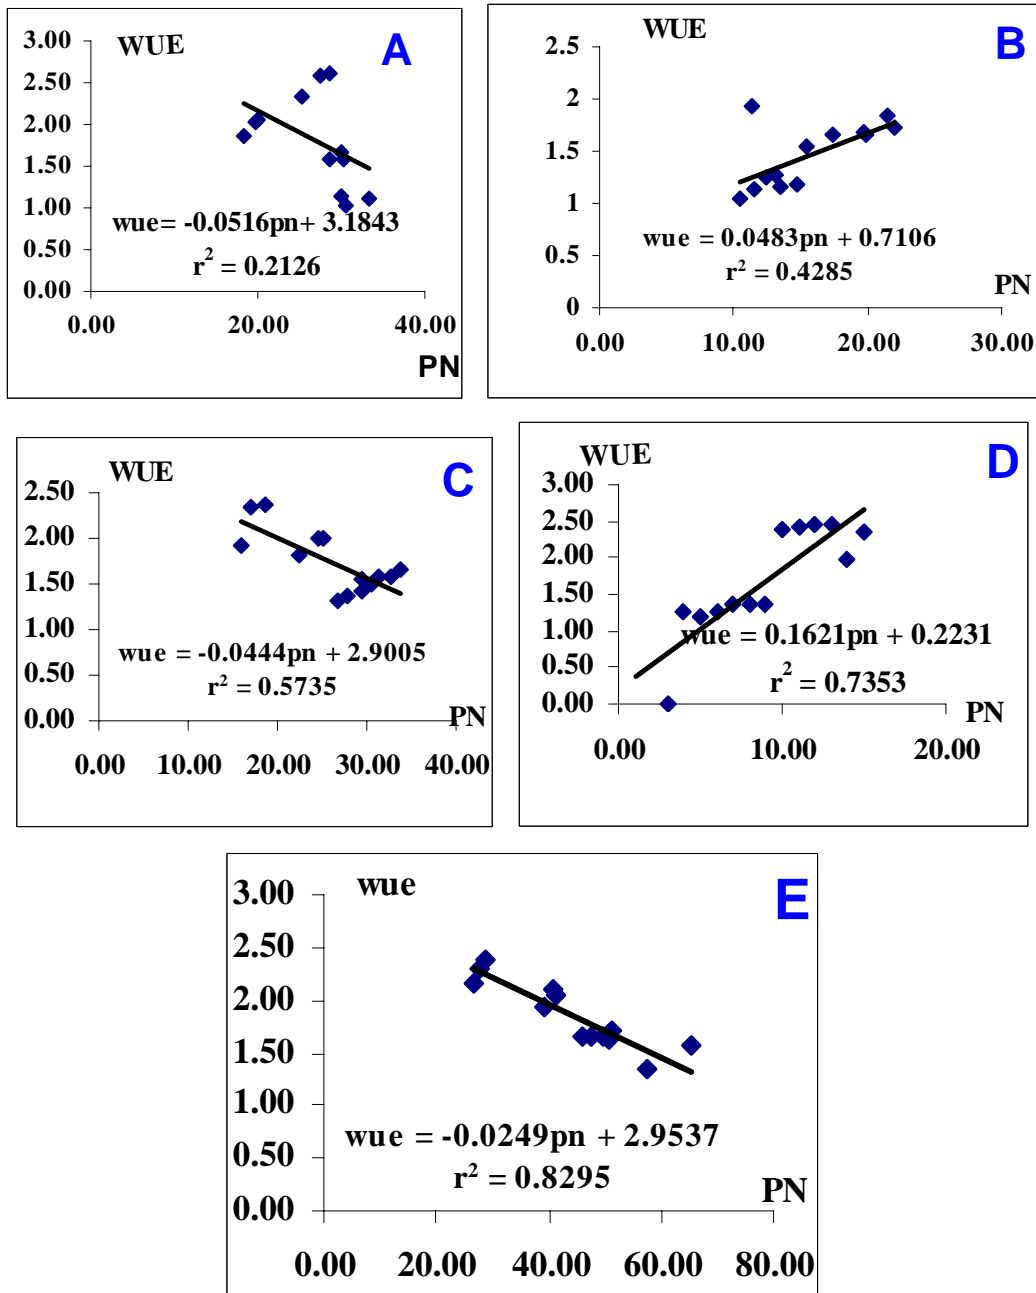 WUE
A
3.00
2.50
2.00
1.50
1.00
0.50
0.00
wue= -0.0516pn+ 3.1843
r² = 0.2126
0.00 20.00 40.00
PN
WUE
B
2.5
2
1.5
1
0.5
0
wue = 0.0483pn + 0.7106
r² = 0.4285
PN
0.00 10.00 20.00 30.00
WUE
C
2.50
2.00
1.50
1.00
0.50
0.00
wue = -0.0444pn + 2.9005
r² = 0.5735
PN
0.00 10.00 20.00 30.00 40.00
WUE
D
3.00
2.50
2.00
1.50
1.00
0.50
0.00
wue = 0.1621pn + 0.2231
r² = 0.7353
PN
0.00 10.00 20.00
wue
E
3.00
2.50
2.00
1.50
1.00
0.50
0.00
wue = -0.0249pn + 2.9537
r² = 0.8295
PN
0.00 20.00 40.00 60.00 80.00